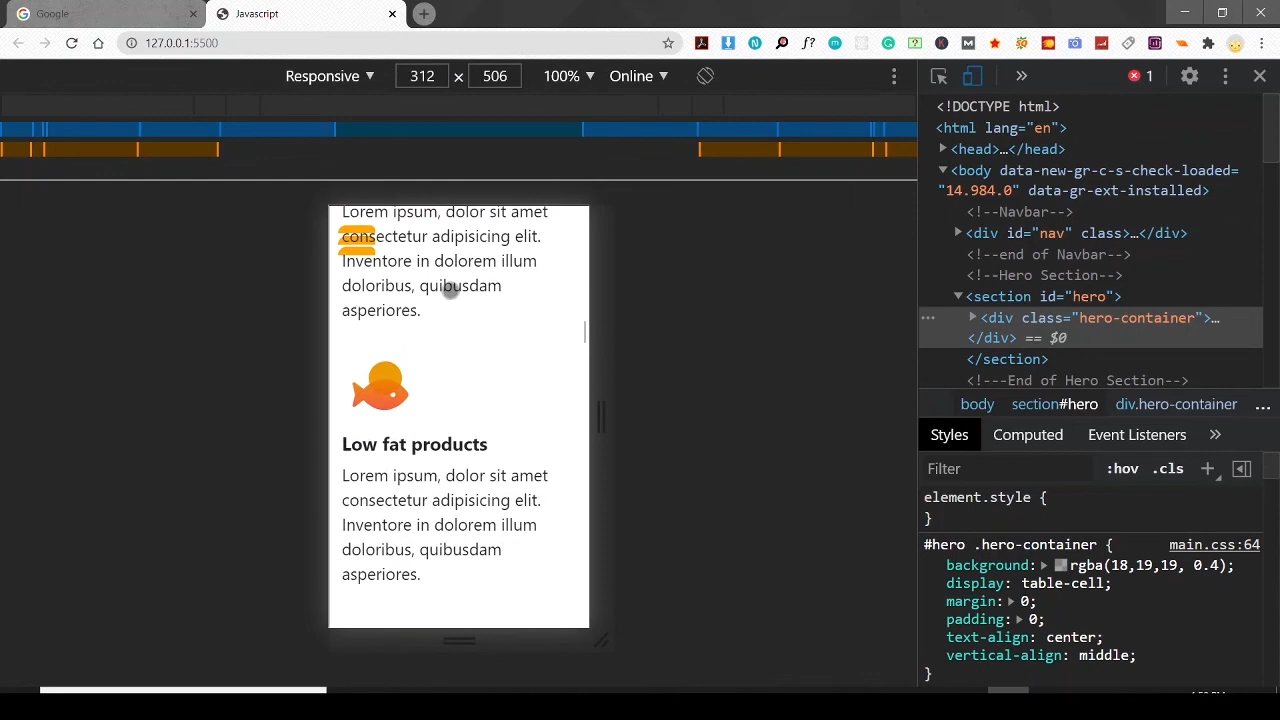 Google
Javascript
127.0.0.1:5500
Responsive 312 × 506 100% Online
1
Lorem ipsum, dolor sit amet
consectetur adipisicing elit.
Inventore in dolorem illum
doloribus, quibusdam
asperiores.
Low fat products
Lorem ipsum, dolor sit amet
consectetur adipisicing elit.
Inventore in dolorem illum
doloribus, quibusdam
asperiores.
<!DOCTYPE html>
<html lang="en">
<head>…</head>
<body data-new-gr-c-s-check-loaded=
"14.984.0" data-gr-ext-installed>
<!--Navbar-->
<div id="nav" class>…</div>
<!--end of Navbar-->
<!--Hero Section-->
<section id="hero">
<div class="hero-container">…
</div> == $0
</section>
<!---End of Hero Section-->
body section#hero div.hero-container ...
Styles Computed Event Listeners
Filter :hov .cls
element.style {
}
#hero .hero-container { main.css:64
background: rgba(18,19,19, 0.4);
display: table-cell;
margin: 0;
padding: 0;
text-align: center;
vertical-align: middle;
}